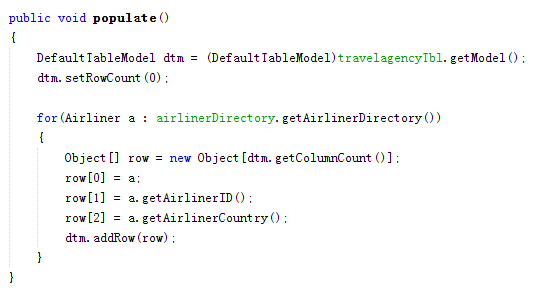 public void populate()
{
    DefaultTableModel dtm = (DefaultTableModel)travelagencyTbl.getModel();
    dtm.setRowCount(0);

    for(Airliner a : airlinerDirectory.getAirlinerDirectory())
    {
        Object[] row = new Object[dtm.getColumnCount()];
        row[0] = a;
        row[1] = a.getAirlinerID();
        row[2] = a.getAirlinerCountry();
        dtm.addRow(row);
    }
}